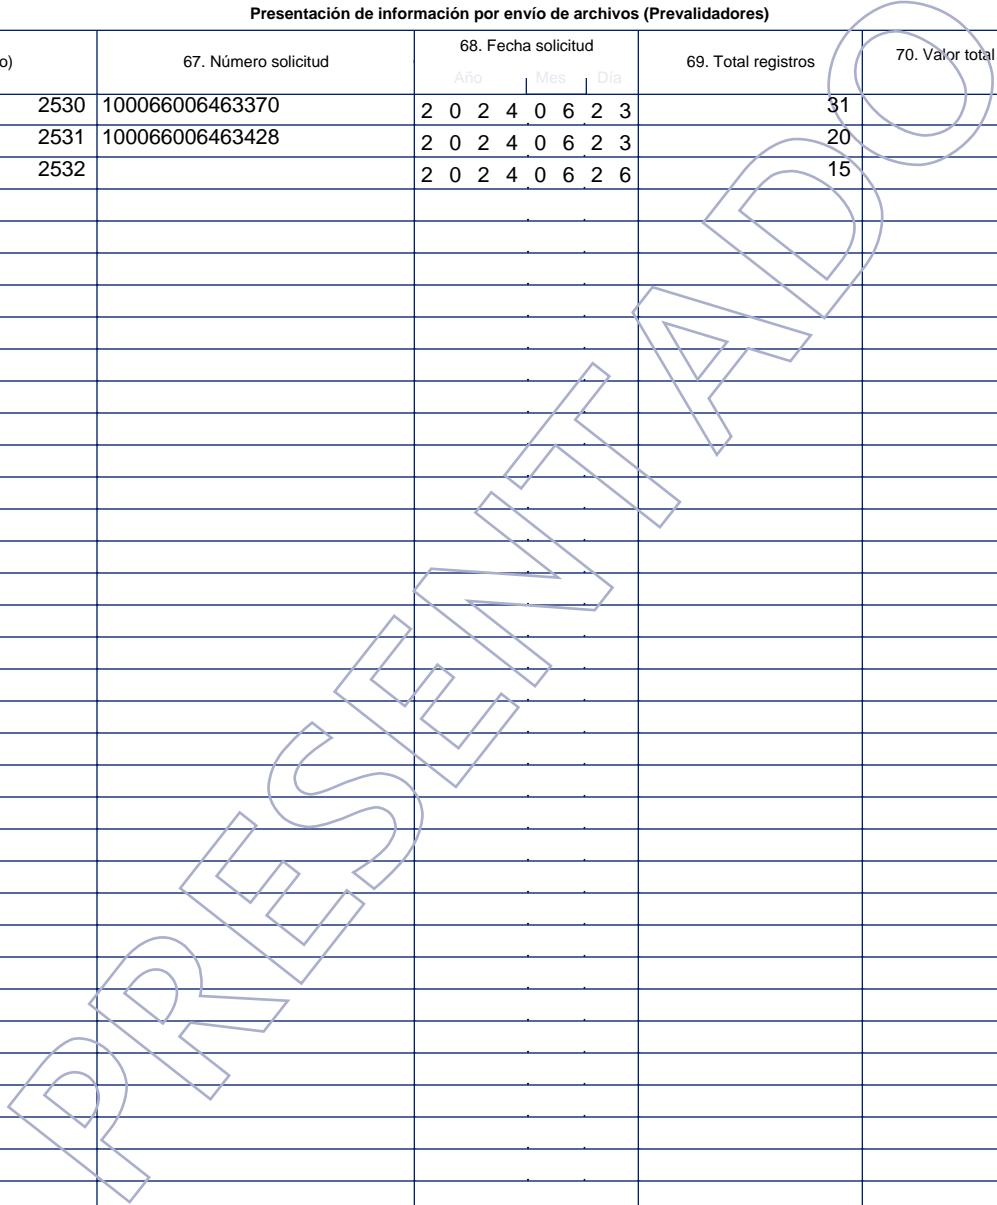 Presentación de información por envío de archivos (Prevalidadores)
o) 67. Número solicitud 68. Fecha solicitud 69. Total registros 70. Valor total
Año Mes Día
2530 100066006463370 2 0 2 4 0 6 2 3 31
2531 100066006463428 2 0 2 4 0 6 2 3 20
2532 2 0 2 4 0 6 2 6 15
PRESENTADO